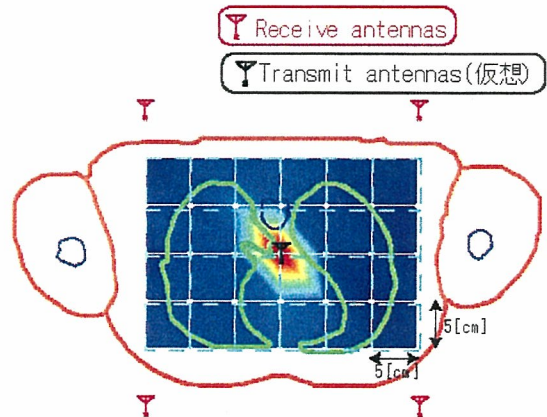 Receive antennas
Transmit antennas(仮想)
5[cm]
5[cm]